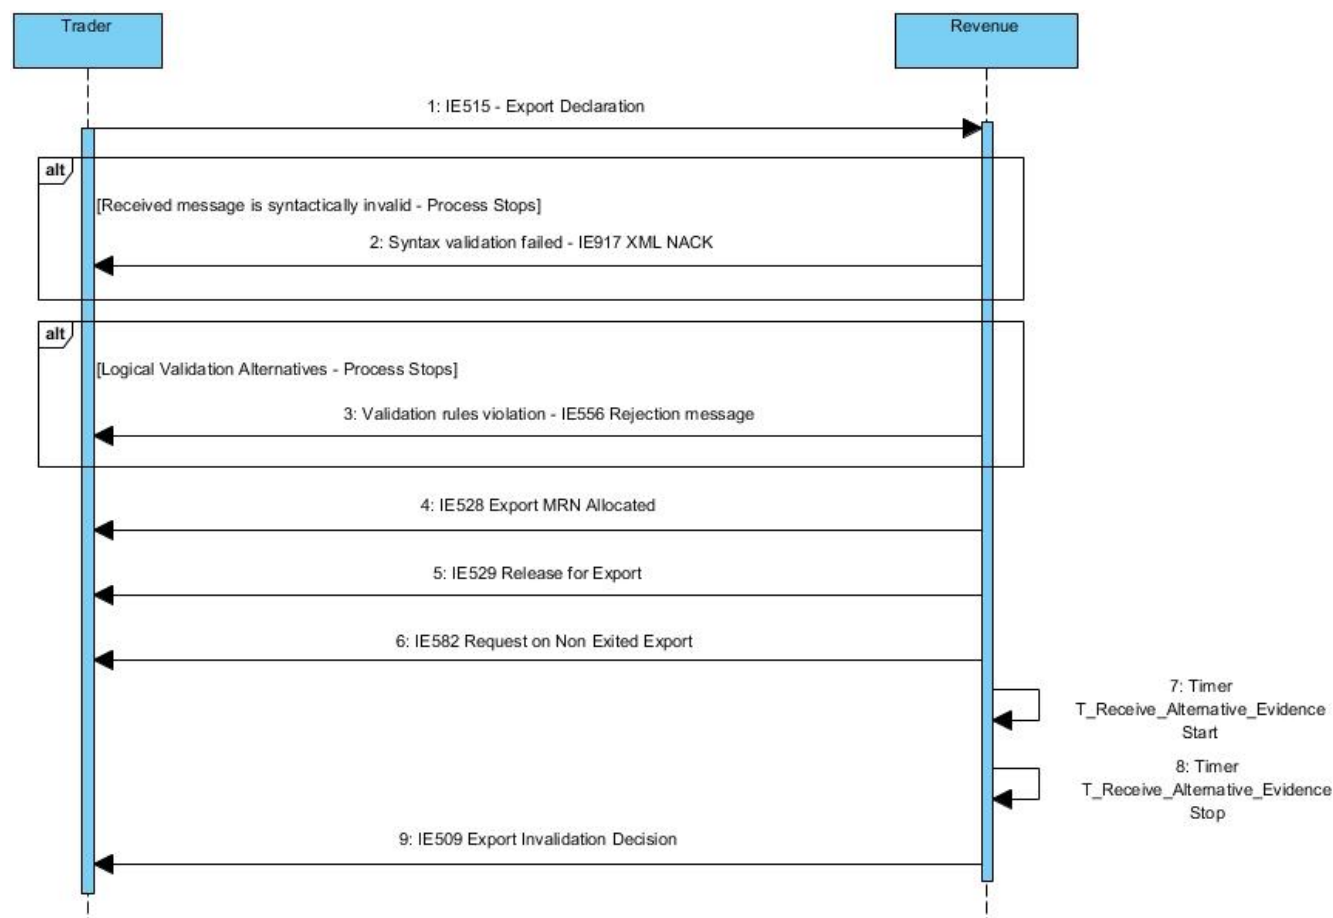 Trader
Revenue
1: IE515 - Export Declaration
alt
[Received message is syntactically invalid - Process Stops]
2: Syntax validation failed - IE917 XML NACK
alt
[Logical Validation Alternatives - Process Stops]
3: Validation rules violation - IE556 Rejection message
4: IE528 Export MRN Allocated
5: IE529 Release for Export
6: IE582 Request on Non Exited Export
7: Timer
T_Receive_Alternative_Evidence
Start
8: Timer
T_Receive_Alternative_Evidence
Stop
9: IE509 Export Invalidation Decision